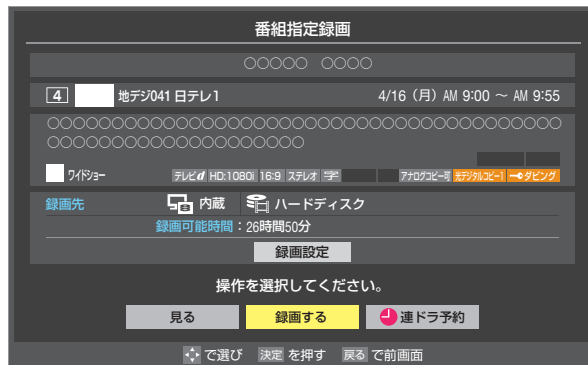 番組指定録画
○○○○○ ○○○○
4 地デジ041 日テレ1 4/16（月）AM 9:00 ～ AM 9:55
○○○○○○○○○○○○○○○○○○○○○○○○○○○○○○○○○
○○○○○○○○○○○○○○○○○
ワイドショー テレビd HD:1080i 16:9 ステレオ 字 アナログコピー可 光デジタルコピー1 ダビング
録画先 内蔵 ハードディスク
録画可能時間：26時間50分
録画設定
操作を選択してください。
見る 録画する 連ドラ予約
で選び 決定 を押す 戻る で前画面